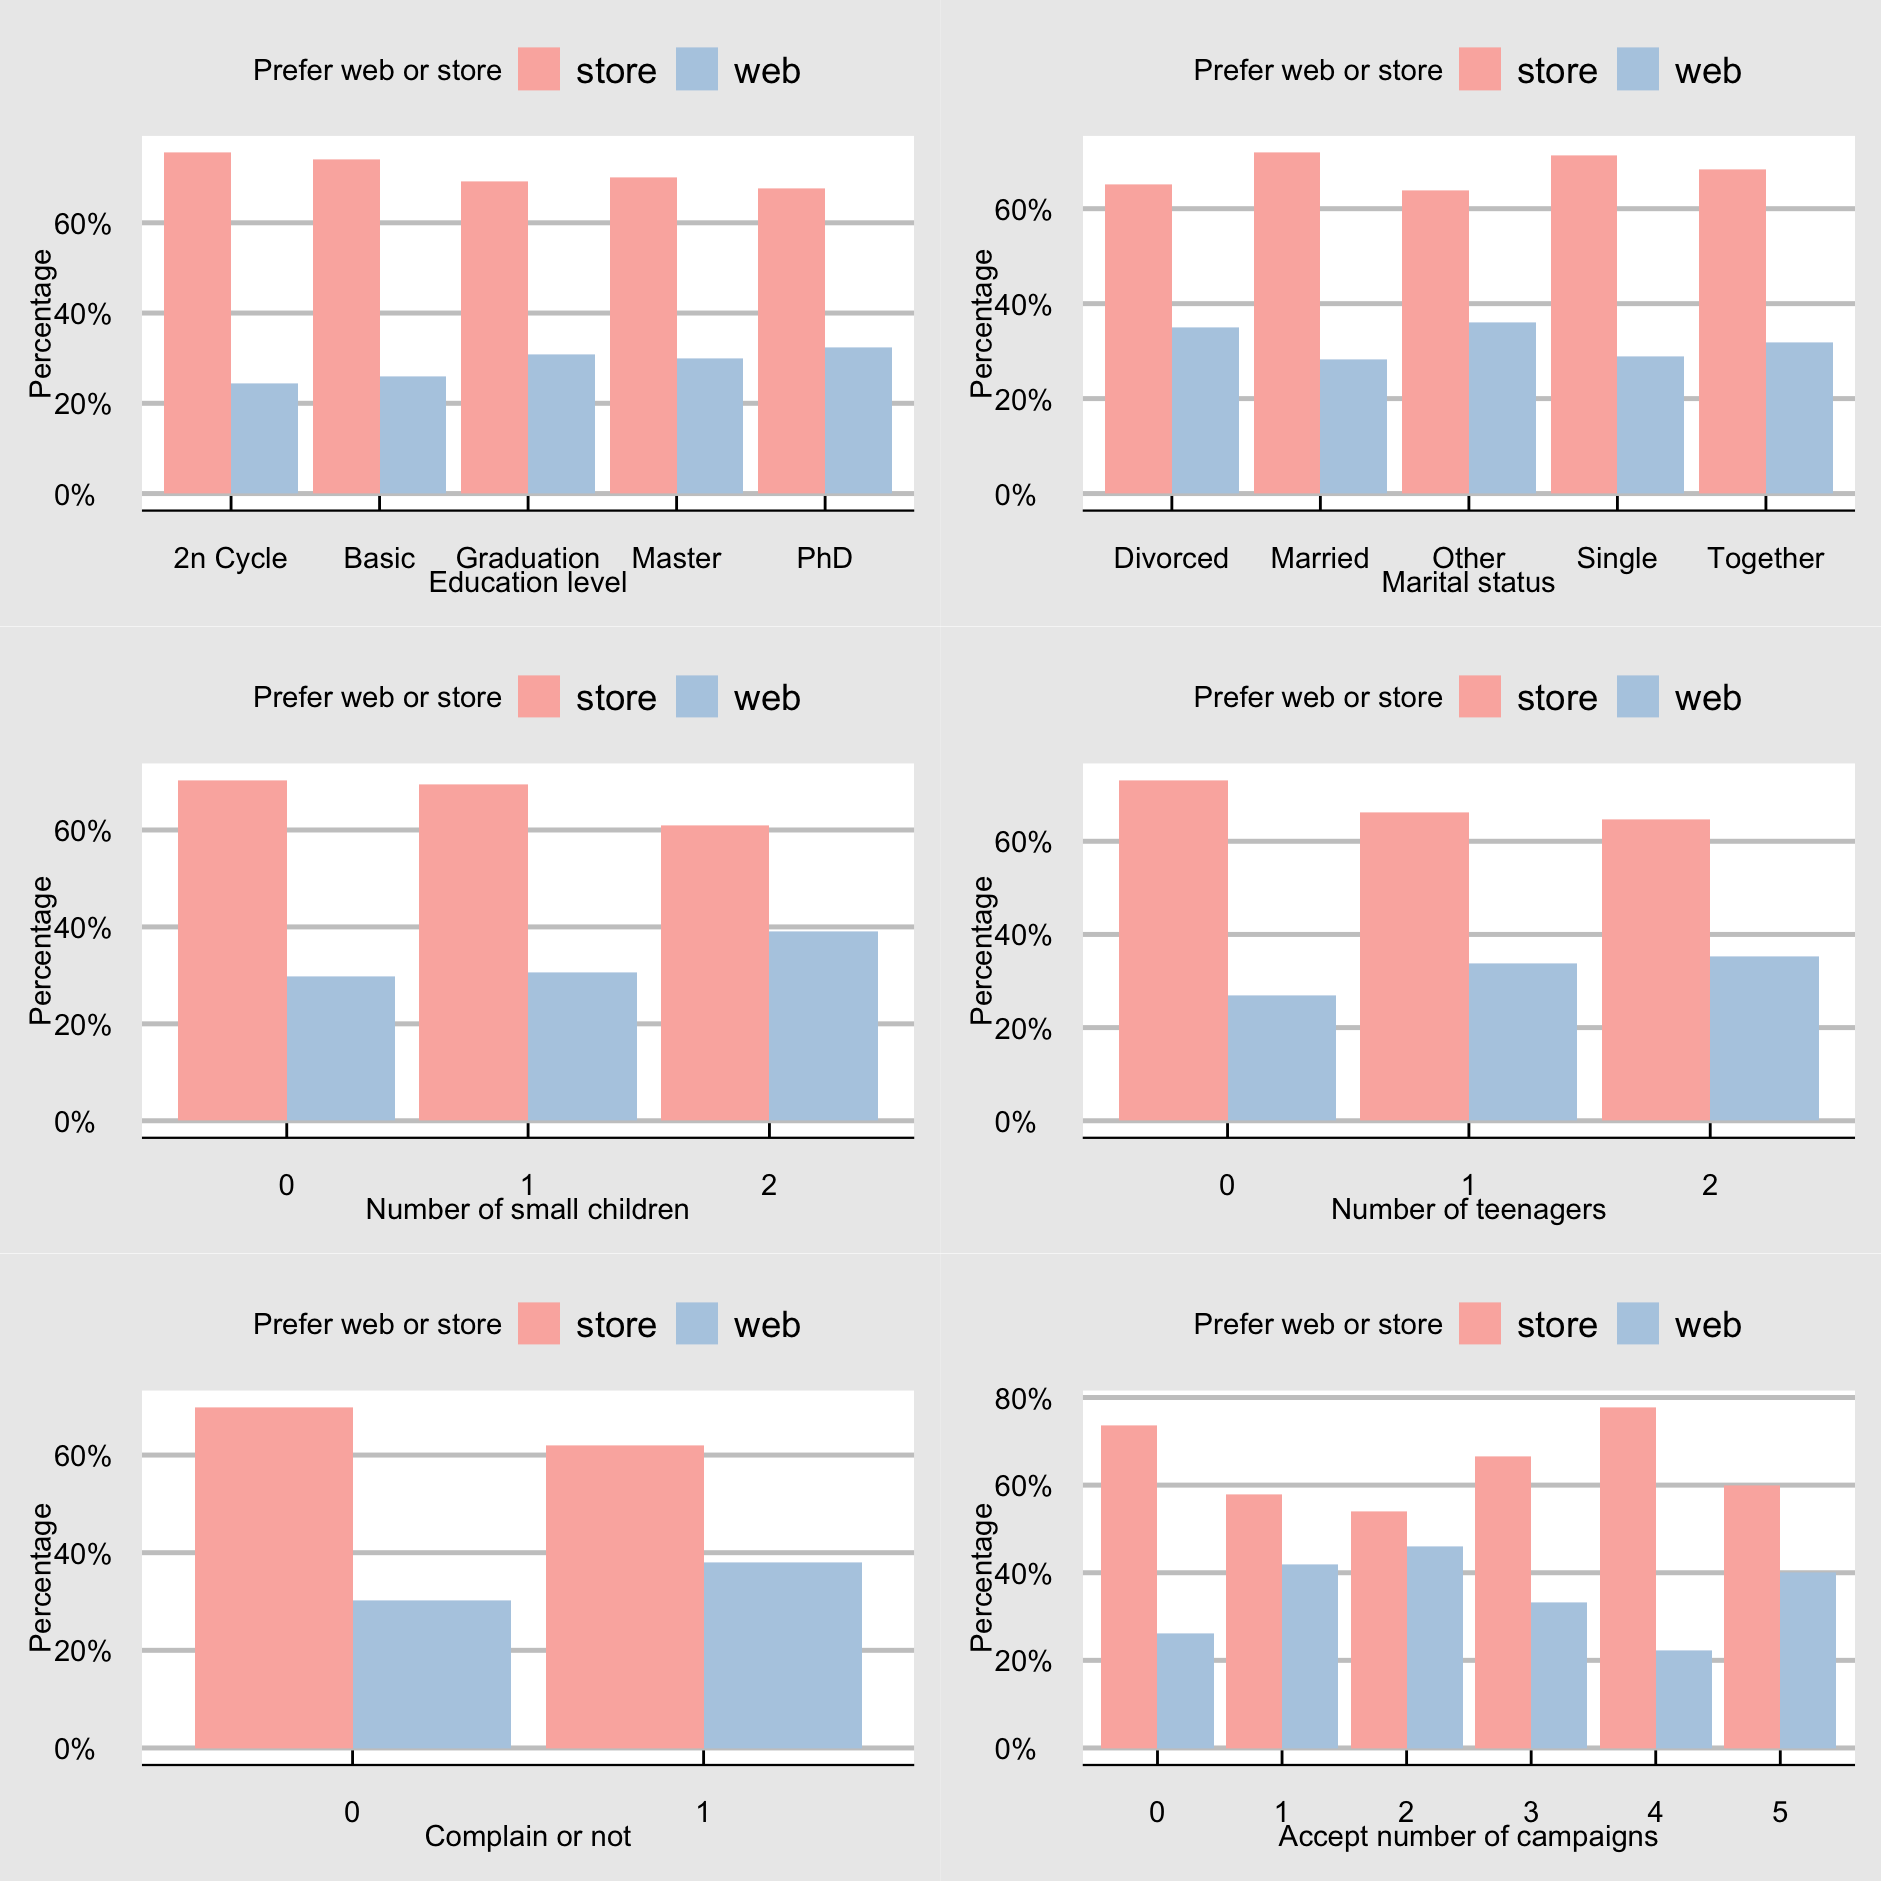 Prefer web or store store web
60%
40%
20%
0%
Percentage
2n Cycle Basic Graduation Master PhD
Education level
Prefer web or store store web
60%
40%
20%
0%
Percentage
Divorced Married Other Single Together
Marital status
Prefer web or store store web
60%
40%
20%
0%
Percentage
0 1 2
Number of small children
Prefer web or store store web
60%
40%
20%
0%
Percentage
0 1 2
Number of teenagers
Prefer web or store store web
60%
40%
20%
0%
Percentage
0 1
Complain or not
Prefer web or store store web
80%
60%
40%
20%
0%
Percentage
0 1 2 3 4 5
Accept number of campaigns